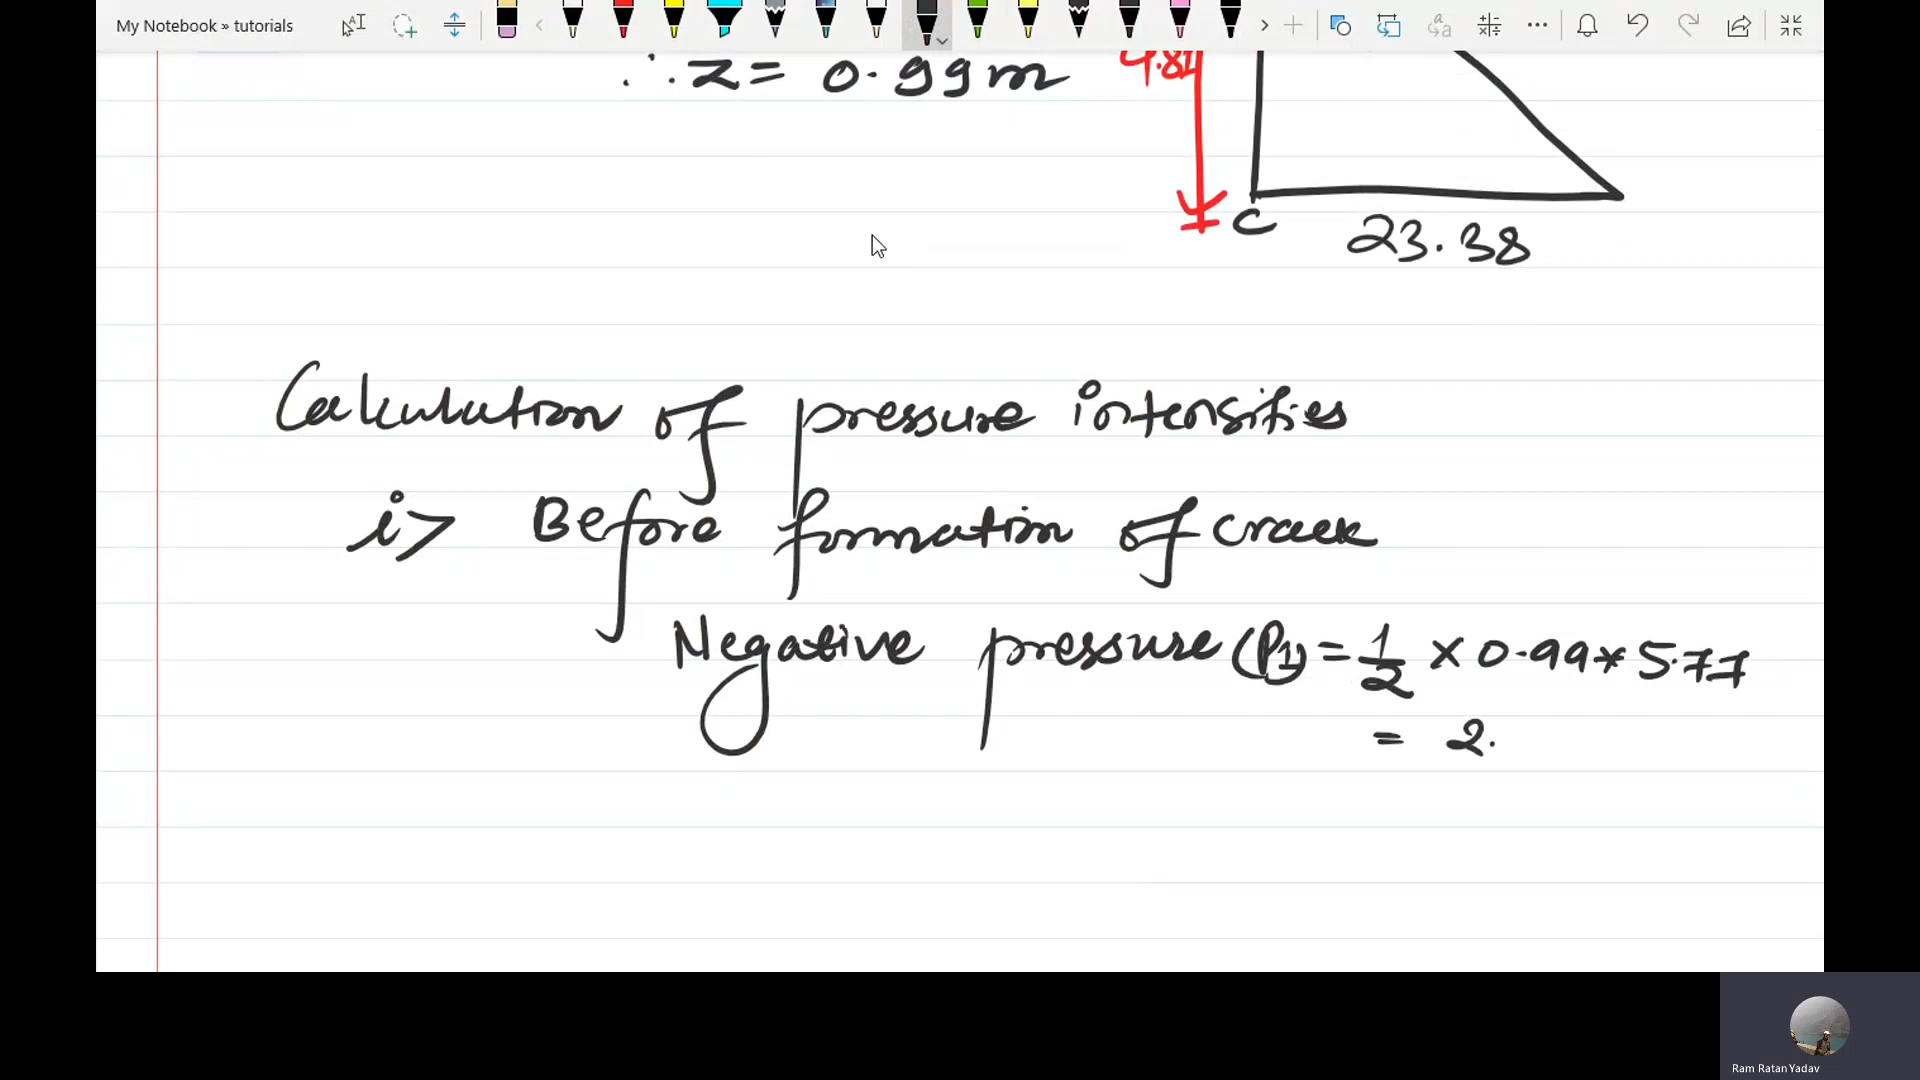 My Notebook » tutorials
∴ z = 0.99m
4.84
C
23.38
Calculation of pressure intensities
i> Before formation of crack
Negative pressure (P1) = 1/2 × 0.99 * 5.77
= 2.
Ram Ratan Yadav